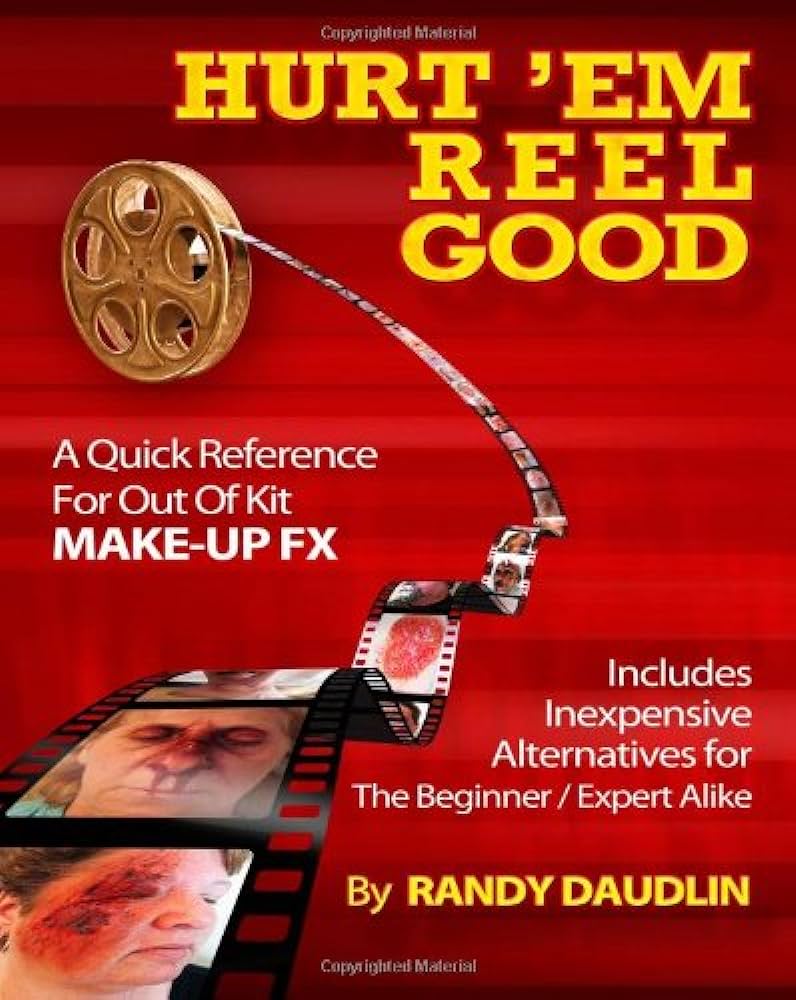 Copyrighted Material
HURT 'EM
REEL
GOOD
A Quick Reference
For Out Of Kit
MAKE-UP FX
Includes
Inexpensive
Alternatives for
The Beginner / Expert Alike
By RANDY DAUDLIN
Copyrighted Material